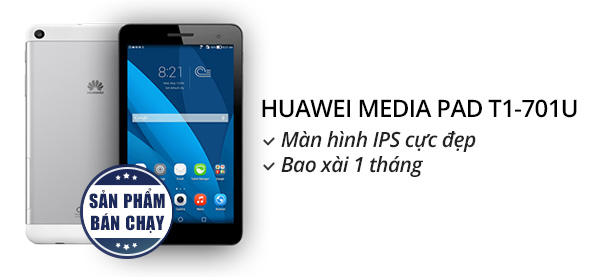 HUAWEI
8:21
HUAWEI MEDIA PAD T1-701U
Màn hình IPS cực đẹp
Bao xài 1 tháng
SẢN PHẨM
BÁN CHẠY